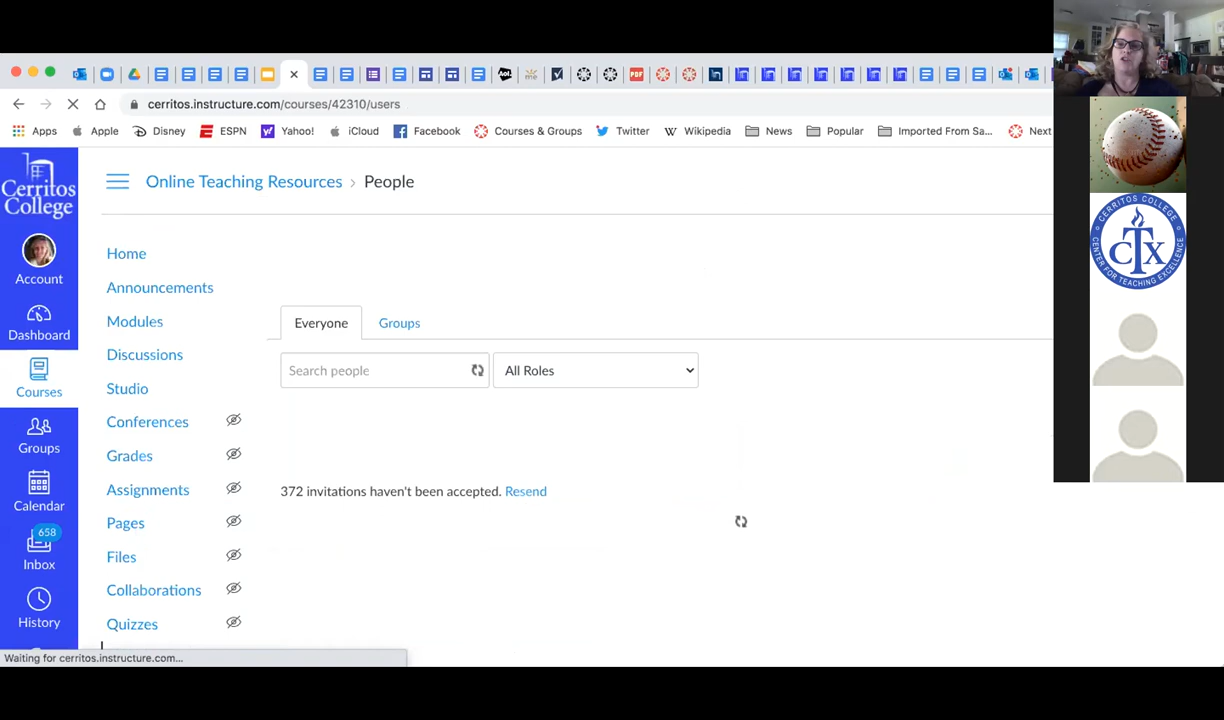 Aol.
me
PDF
cerritos.instructure.com/courses/42310/users
Apps
Apple
Disney
ESPN
Yahoo!
iCloud
Facebook
Courses & Groups
Twitter
W Wikipedia
News
Popular
Imported From Sa...
Next
Cerritos College
Online Teaching Resources > People
Account
Dashboard
Courses
Groups
Calendar
658
Inbox
History
Home
Announcements
Modules
Discussions
Studio
Conferences
Grades
Assignments
Pages
Files
Collaborations
Quizzes
Everyone
Groups
Search people
All Roles
372 invitations haven't been accepted. Resend
Waiting for cerritos.instructure.com...
CERRITOS COLLEGE
CTX
CENTER FOR TEACHING EXCELLENCE